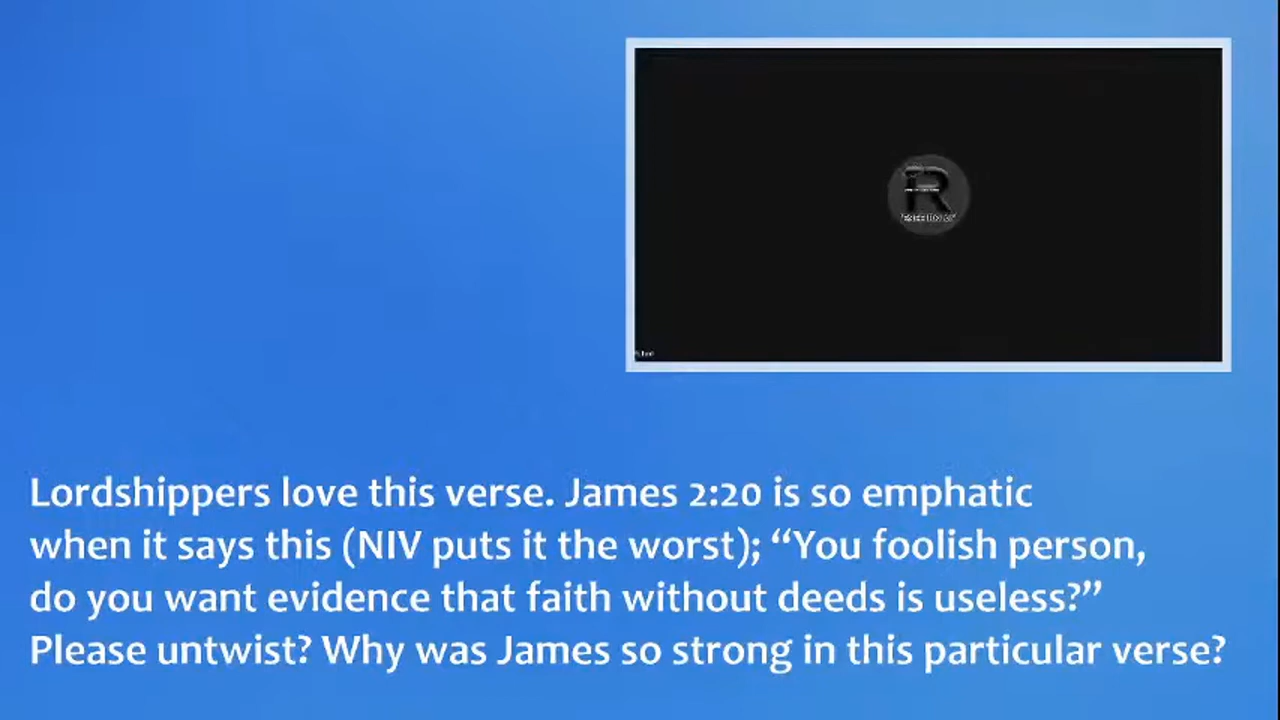 R
Lordshippers love this verse. James 2:20 is so emphatic
when it says this (NIV puts it the worst); “You foolish person,
do you want evidence that faith without deeds is useless?”
Please untwist? Why was James so strong in this particular verse?